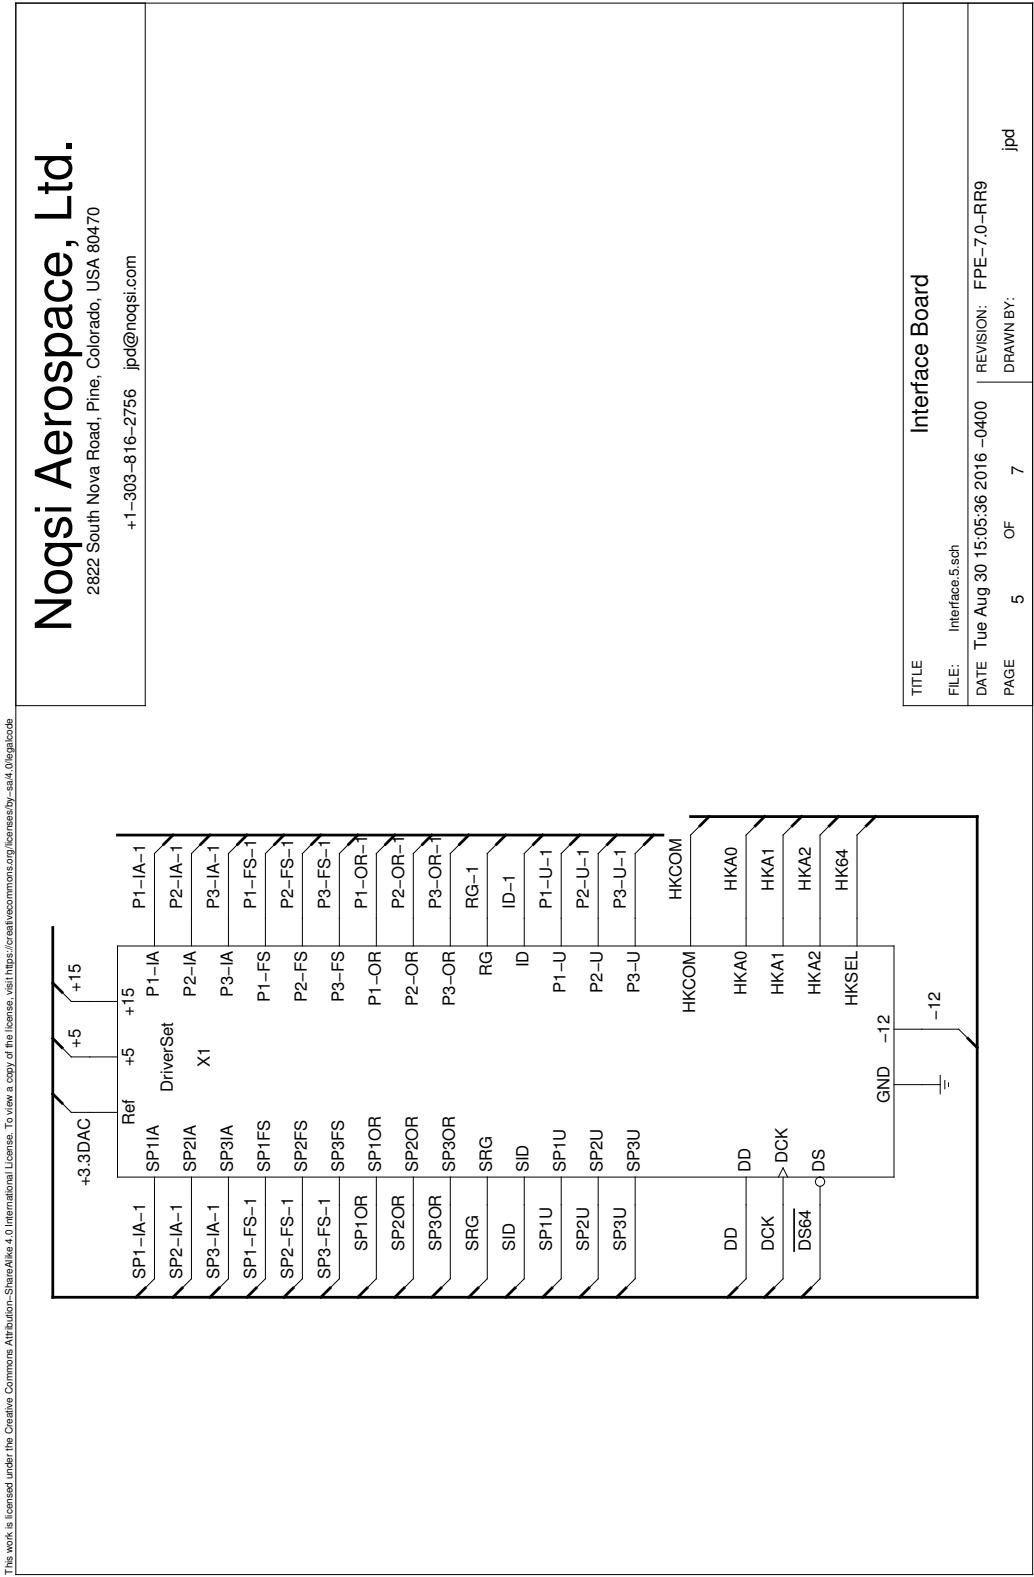 This work is licensed under the Creative Commons Attribution−ShareAlike 4.0 International License. To view a copy of the license, visit https://creativecommons.org/licenses/by−sa/4.0/legalcode
Noqsi Aerospace, Ltd.
2822 South Nova Road, Pine, Colorado, USA 80470
+1−303−816−2756 jpd@noqsi.com
+3.3DAC
+5
+15
Ref
+5
+15
DriverSet
X1
SP1−IA−1 SP1IA P1−IA P1−IA−1
SP2−IA−1 SP2IA P2−IA P2−IA−1
SP3−IA−1 SP3IA P3−IA P3−IA−1
SP1−FS−1 SP1FS P1−FS P1−FS−1
SP2−FS−1 SP2FS P2−FS P2−FS−1
SP3−FS−1 SP3FS P3−FS P3−FS−1
SP1OR SP1OR P1−OR P1−OR−1
SP2OR SP2OR P2−OR P2−OR−1
SP3OR SP3OR P3−OR P3−OR−1
SRG SRG RG RG−1
SID SID ID ID−1
SP1U SP1U P1−U P1−U−1
SP2U SP2U P2−U P2−U−1
SP3U SP3U P3−U P3−U−1
HKCOM HKCOM
DD DD HKA0 HKA0
DCK DCK HKA1 HKA1
DS64 DS HKA2 HKA2
HKSEL HK64
GND −12
−12
TITLE
Interface Board
FILE: Interface.5.sch
DATE Tue Aug 30 15:05:36 2016 −0400 REVISION: FPE−7.0−RR9
PAGE 5 OF 7 DRAWN BY: jpd